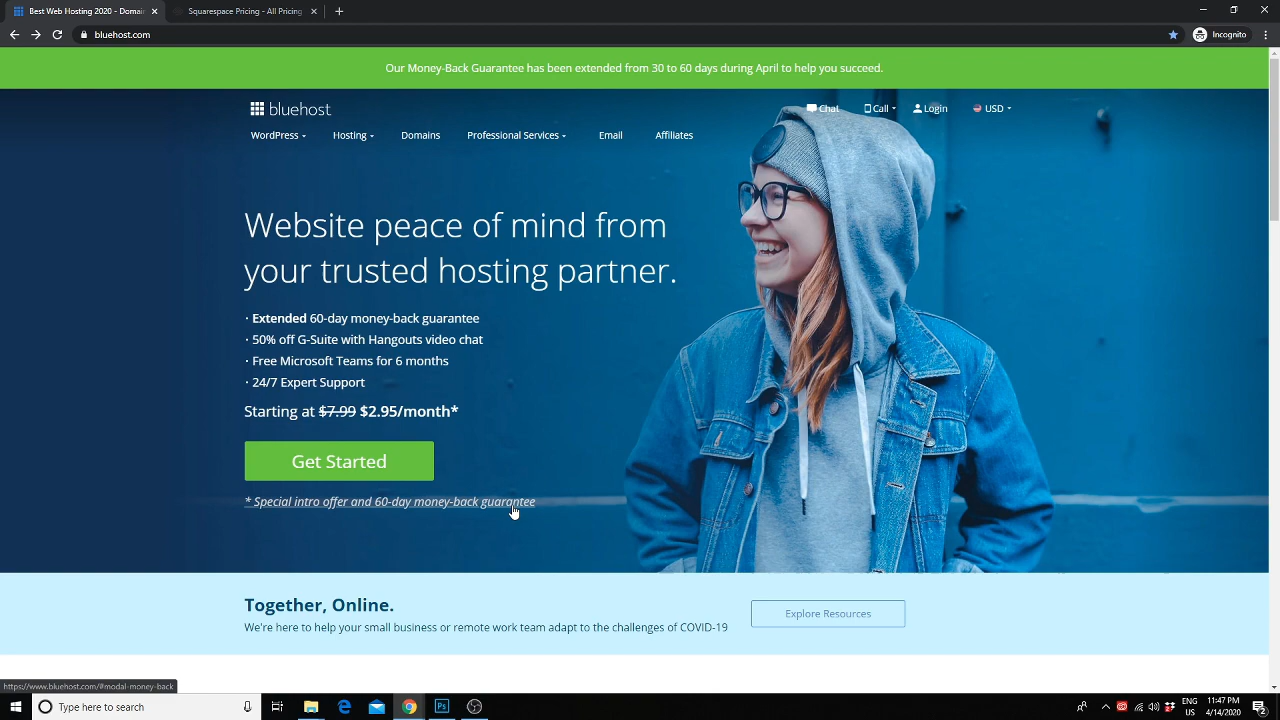 Best Web Hosting 2020 - Domai
Squarespace Pricing - All Pricing
bluehost.com
Incognito
Our Money-Back Guarantee has been extended from 30 to 60 days during April to help you succeed.
bluehost
Chat
Call
Login
USD
WordPress
Hosting
Domains
Professional Services
Email
Affiliates
Website peace of mind from
your trusted hosting partner.
· Extended 60-day money-back guarantee
· 50% off G-Suite with Hangouts video chat
· Free Microsoft Teams for 6 months
· 24/7 Expert Support
Starting at $7.99 $2.95/month*
Get Started
* Special intro offer and 60-day money-back guarantee
Together, Online.
We're here to help your small business or remote work team adapt to the challenges of COVID-19
Explore Resources
https://www.bluehost.com/#modal-money-back
Type here to search
ENG
US
11:47 PM
4/14/2020